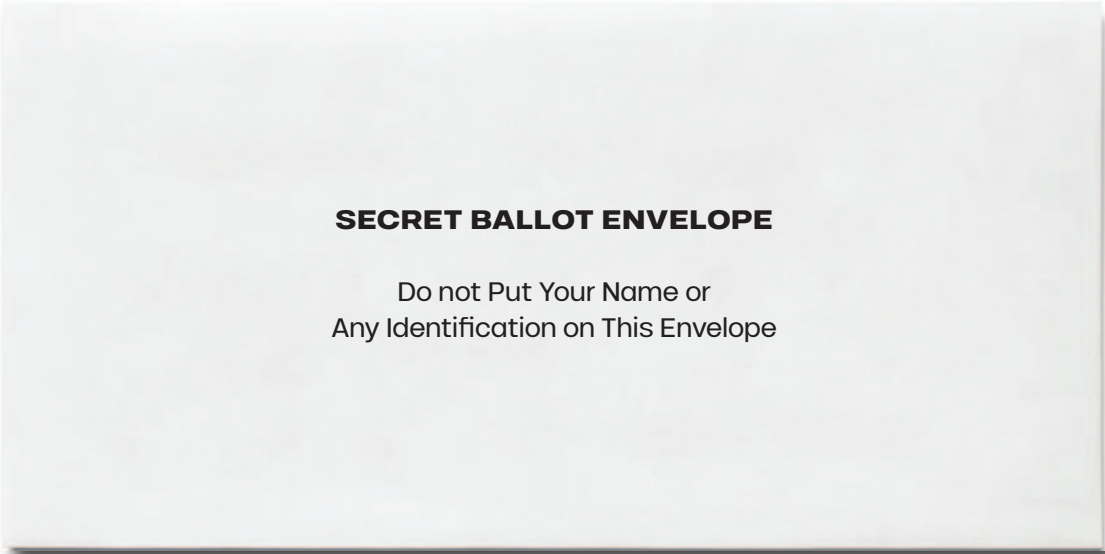 SECRET BALLOT ENVELOPE
Do not Put Your Name or
Any Identification on This Envelope